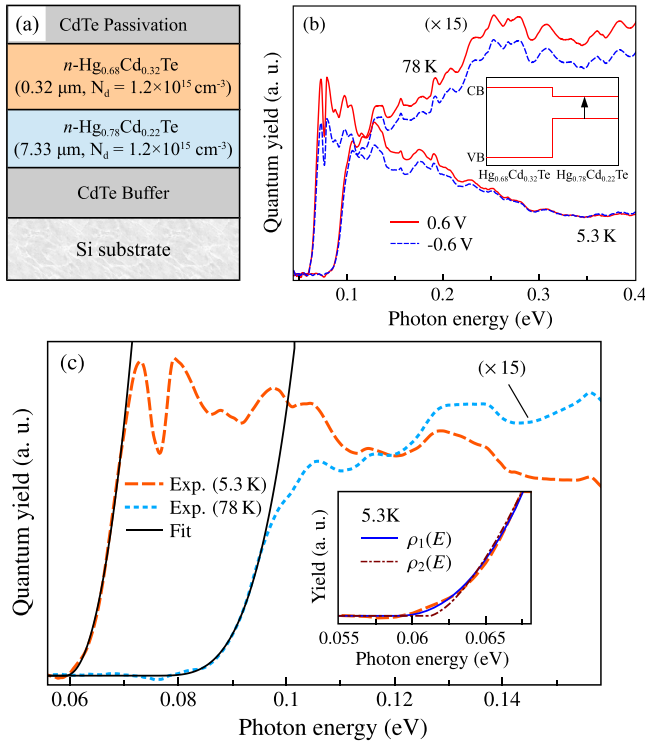 (a)
CdTe Passivation
n-Hg0.68Cd0.32Te
(0.32 μm, Nd = 1.2×10^15 cm^-3)
n-Hg0.78Cd0.22Te
(7.33 μm, Nd = 1.2×10^15 cm^-3)
CdTe Buffer
Si substrate
(b)
(× 15)
78 K
CB
VB
Hg0.68Cd0.32Te Hg0.78Cd0.22Te
0.6 V
-0.6 V
5.3 K
Quantum yield (a. u.)
0.1 0.2 0.3 0.4
Photon energy (eV)
(c)
(× 15)
Exp. (5.3 K)
Exp. (78 K)
Fit
Quantum yield (a. u.)
5.3K
ρ1(E)
ρ2(E)
Yield (a. u.)
0.055 0.06 0.065
Photon energy (eV)
0.06 0.08 0.1 0.12 0.14
Photon energy (eV)